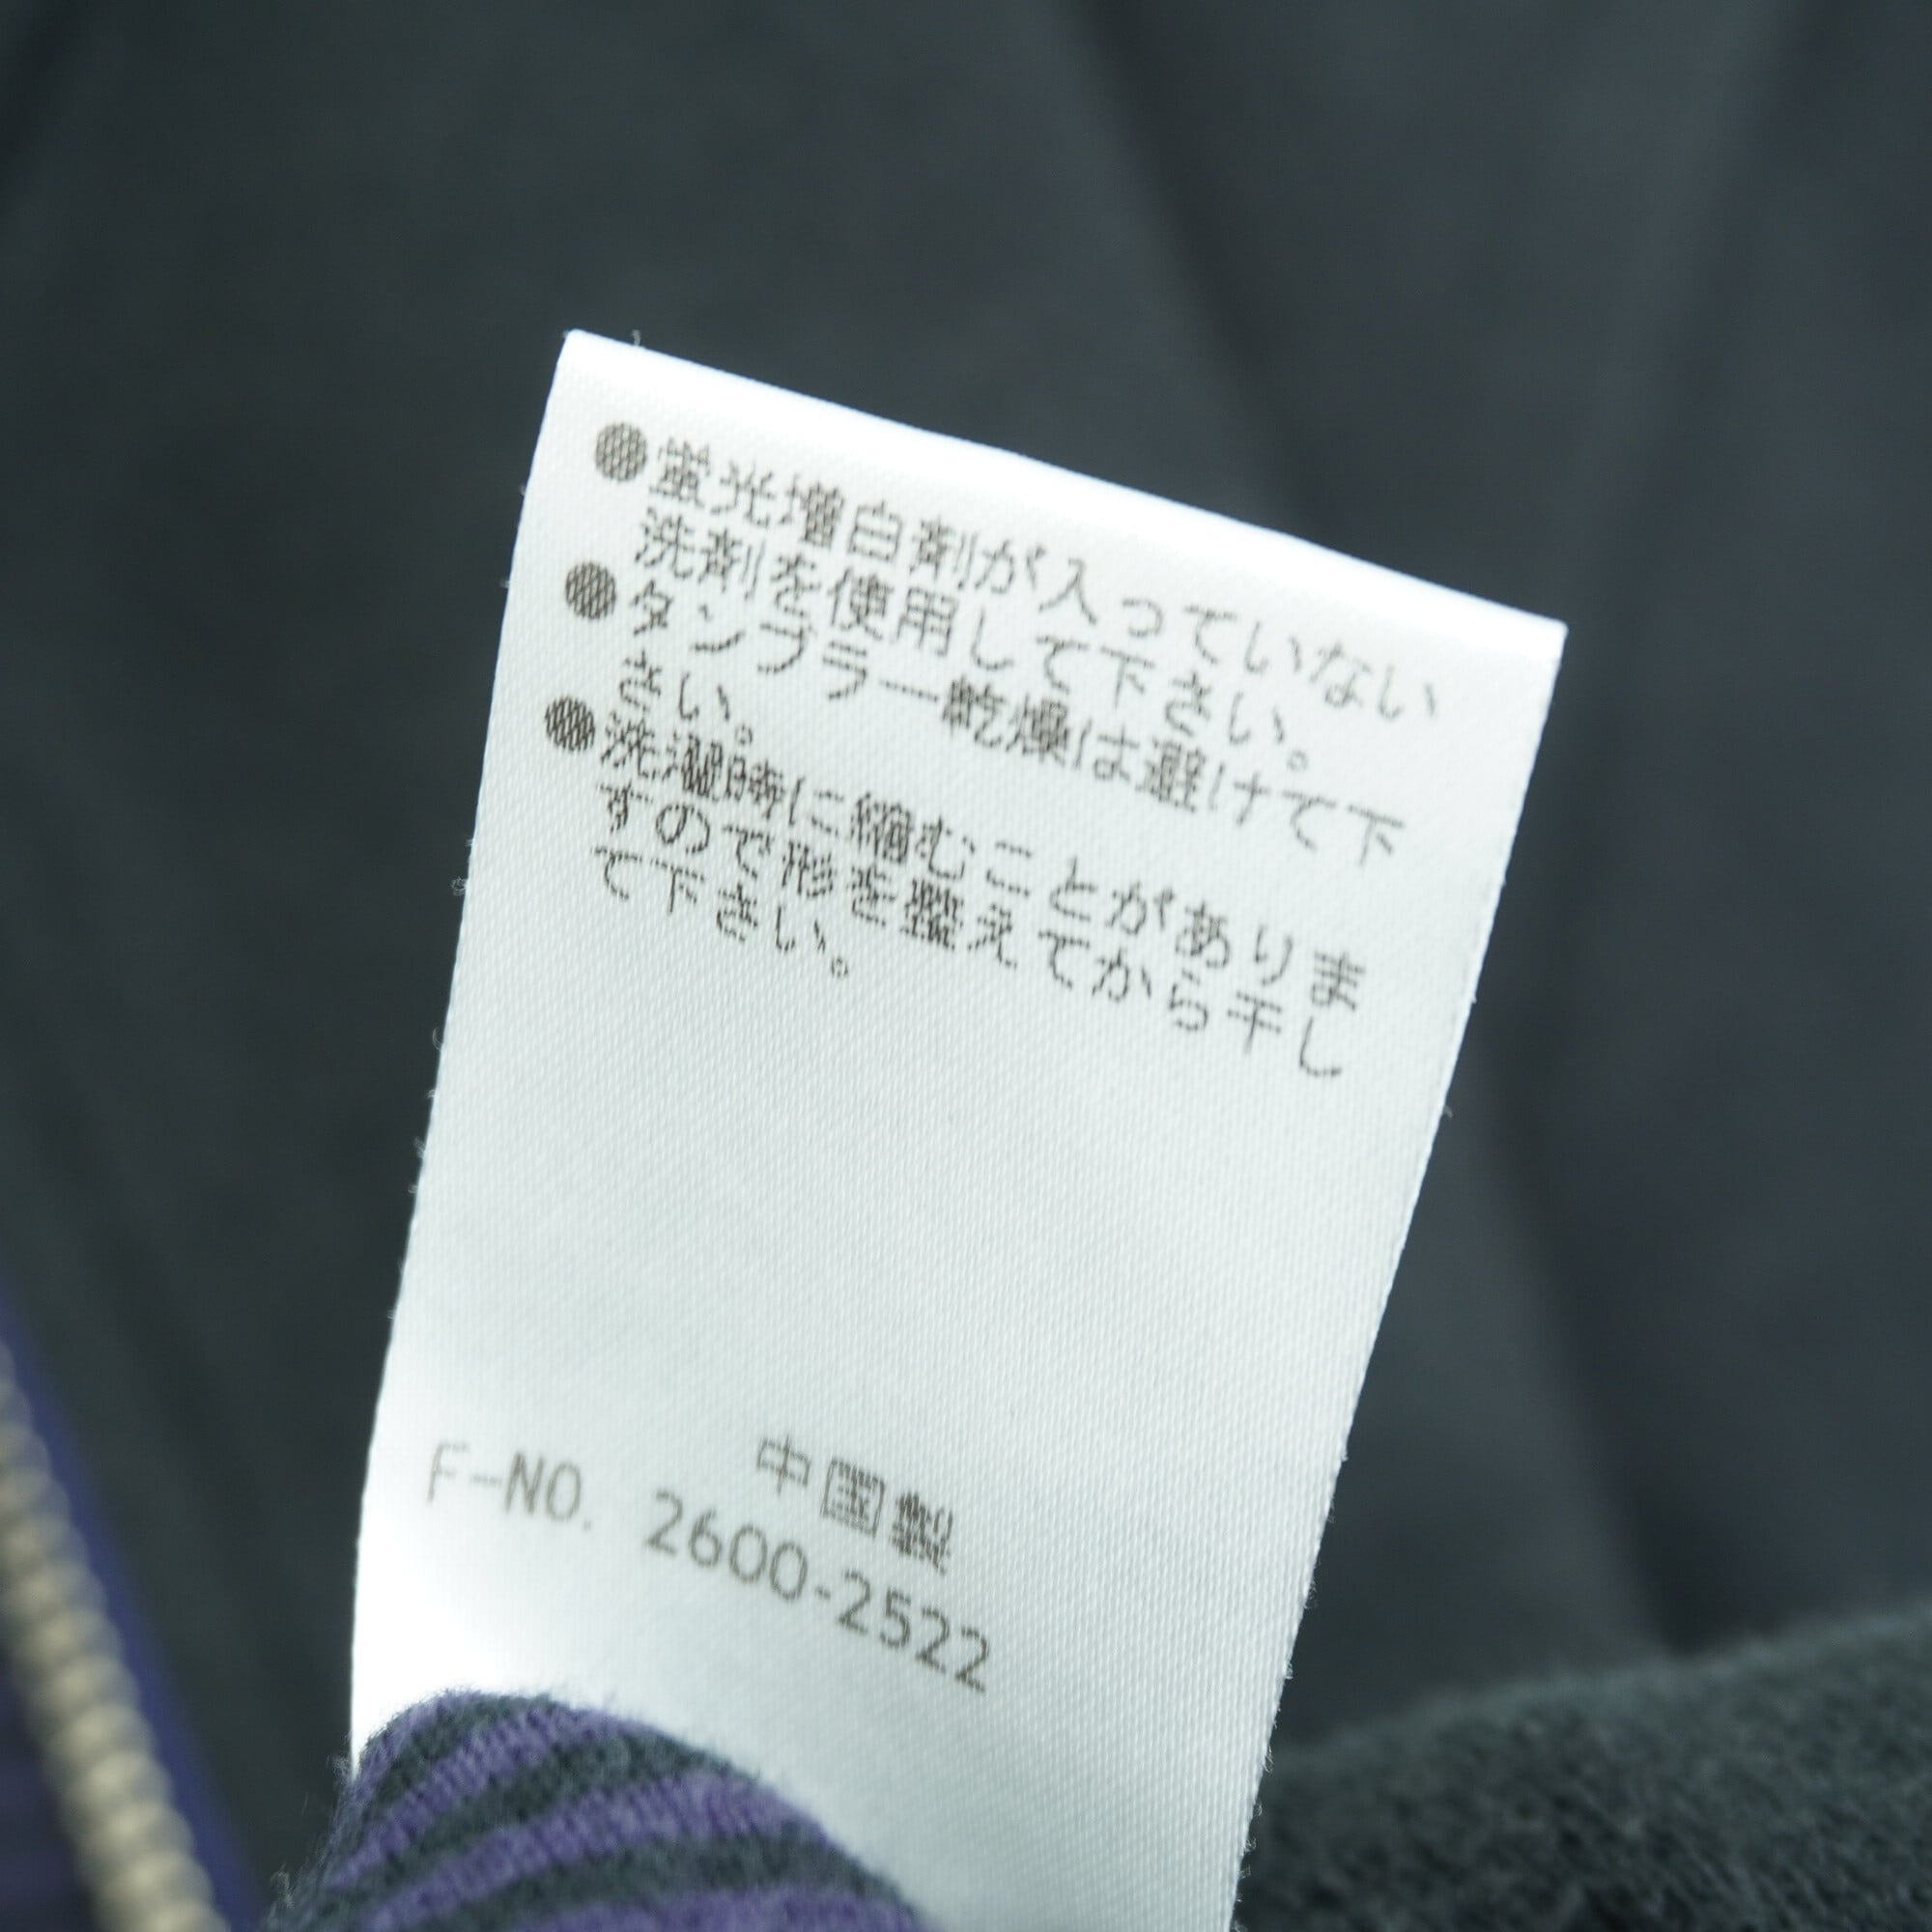 ●蛍光増白剤が入っていない
洗剤を使用して下さい。
●タンブラー乾燥は避けて下
さい。
●洗濯時に縮むことがありま
すので形を整えてから干し
て下さい。
中国製
F-NO. 2600-2522